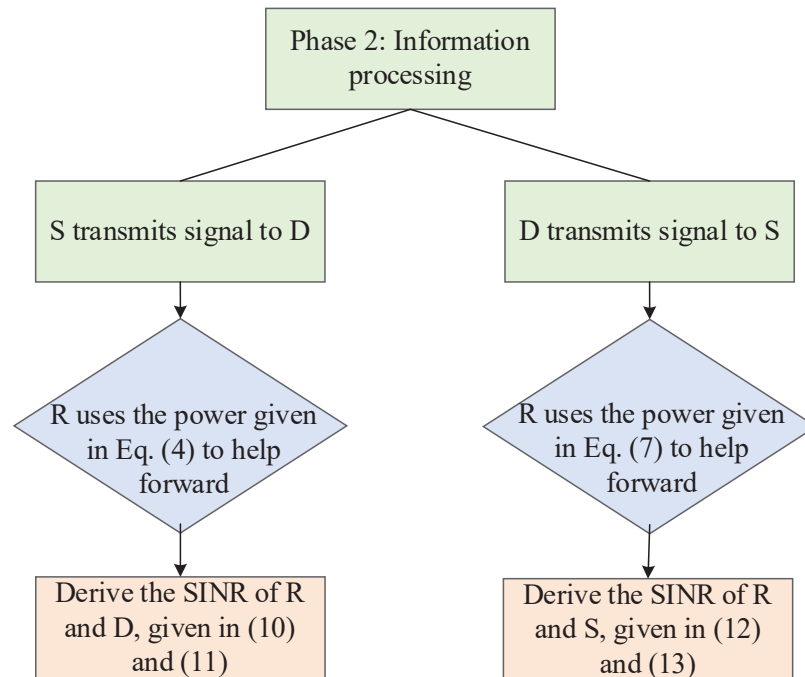 Phase 2: Information
processing
S transmits signal to D
D transmits signal to S
R uses the power given
in Eq. (4) to help
forward
R uses the power given
in Eq. (7) to help
forward
Derive the SINR of R
and D, given in (10)
and (11)
Derive the SINR of R
and S, given in (12)
and (13)